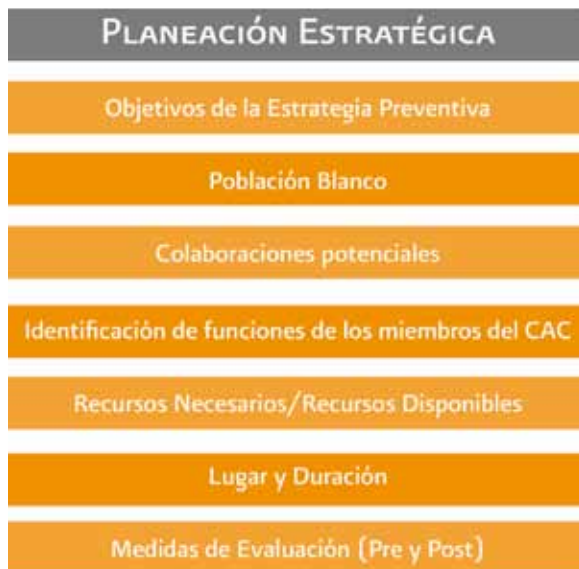 PLANEACIÓN ESTRATÉGICA
Objetivos de la Estrategia Preventiva
Población Blanco
Colaboraciones potenciales
Identificación de funciones de los miembros del CAC
Recursos Necesarios/Recursos Disponibles
Lugar y Duración
Medidas de Evaluación (Pre y Post)